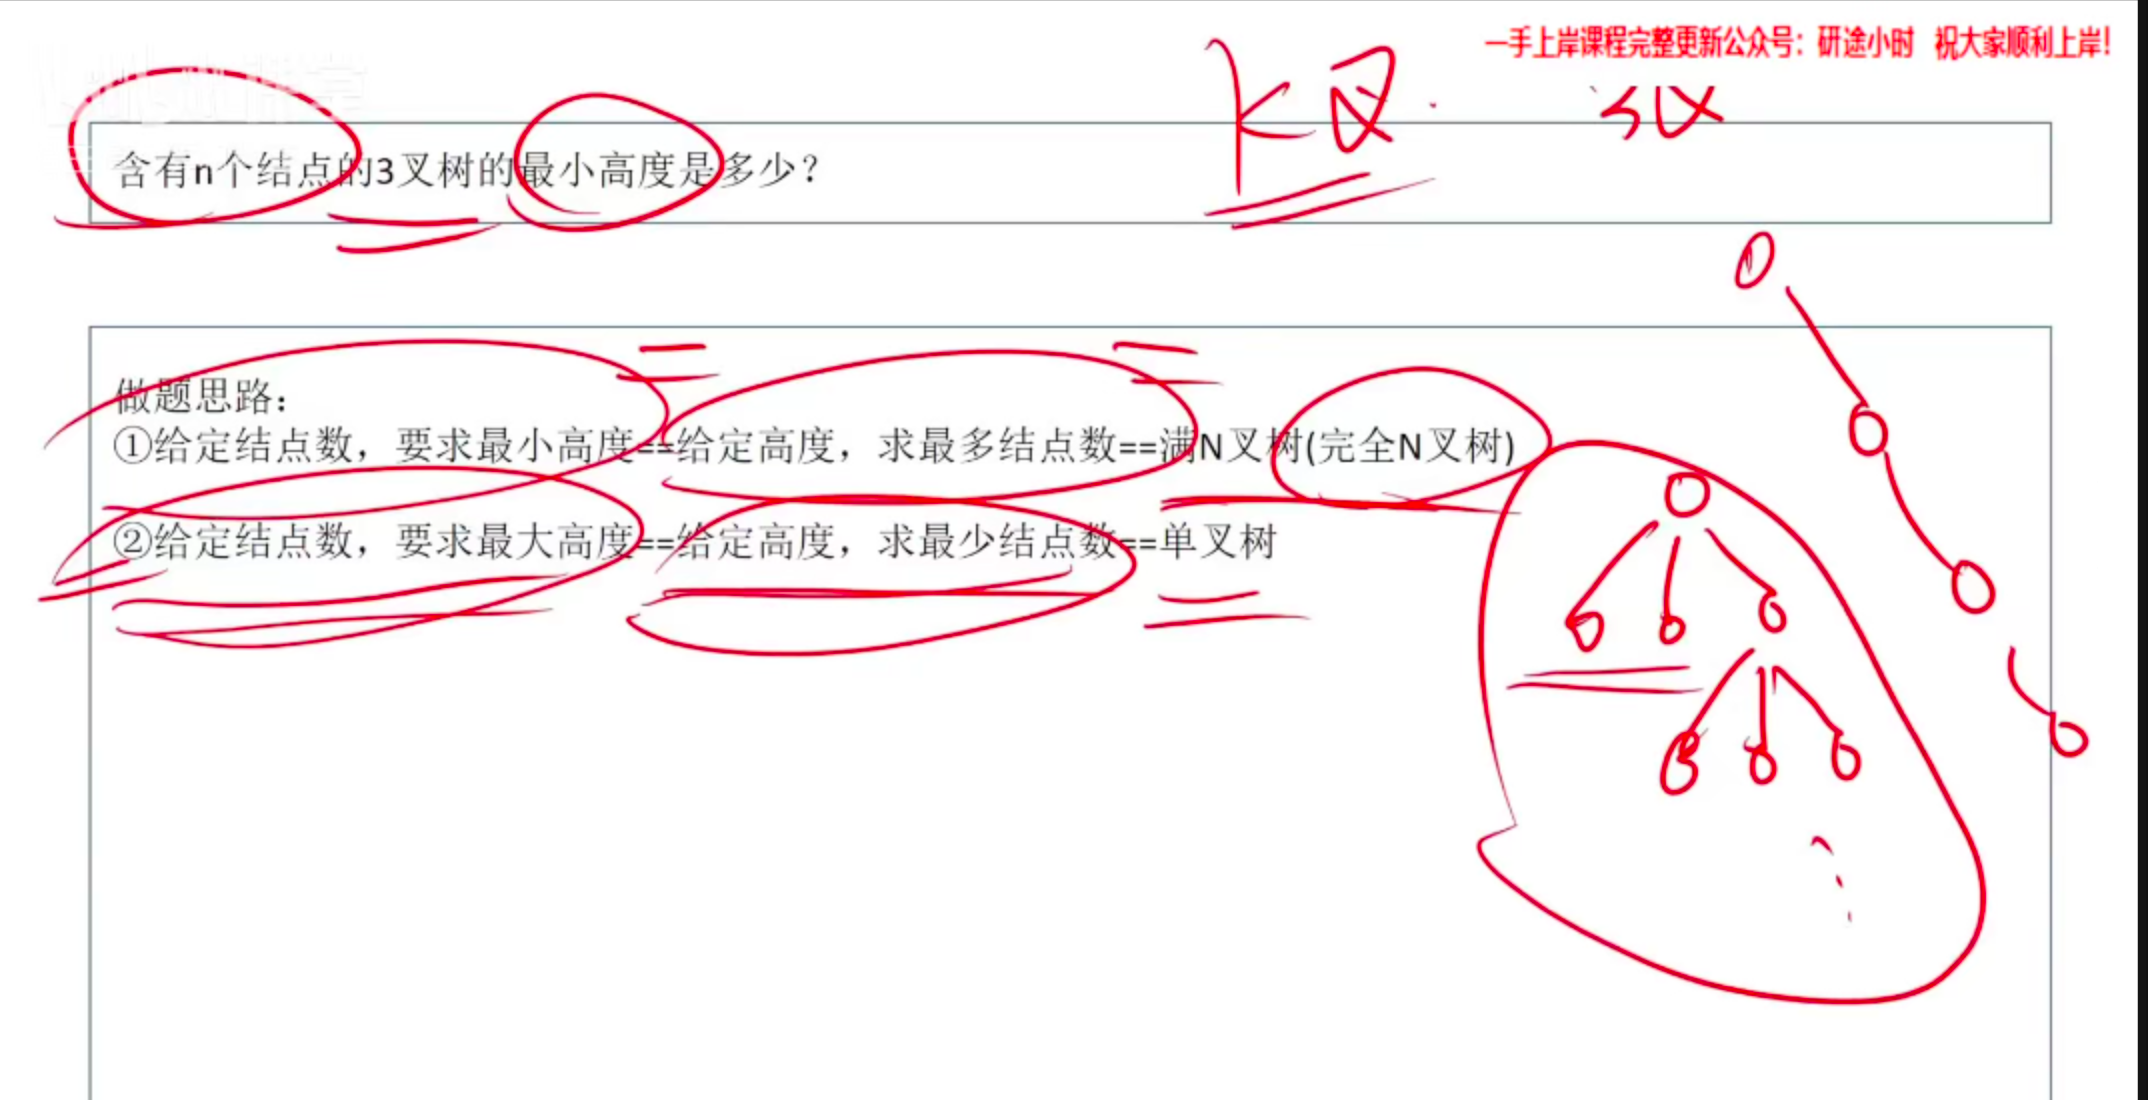 一手上岸课程完整更新公众号：研途小时 祝大家顺利上岸！
k叉. 3叉
含有n个结点的3叉树的最小高度是多少？
做题思路：
①给定结点数，要求最小高度==给定高度，求最多结点数==满N叉树(完全N叉树)
②给定结点数，要求最大高度==给定高度，求最少结点数==单叉树